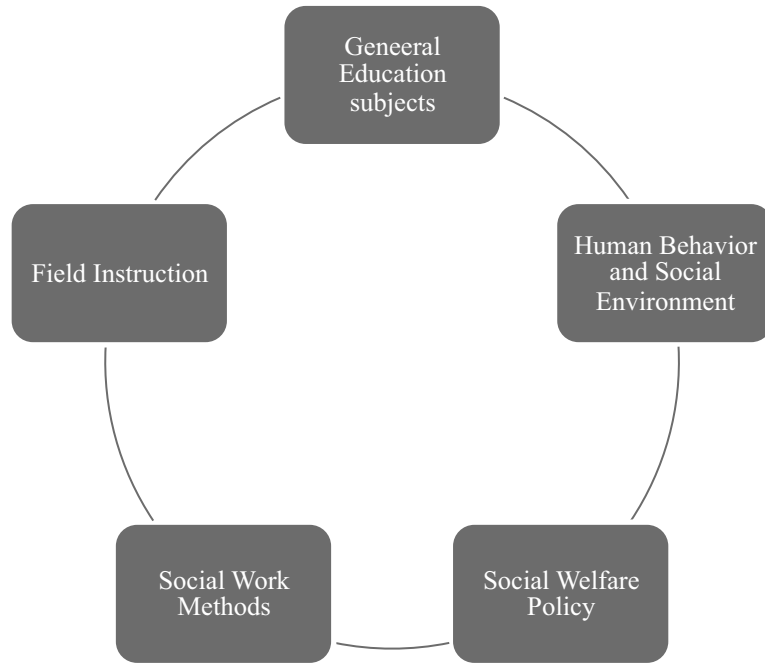 Geneeral
Education
subjects
Human Behavior
and Social
Environment
Social Welfare
Policy
Social Work
Methods
Field Instruction